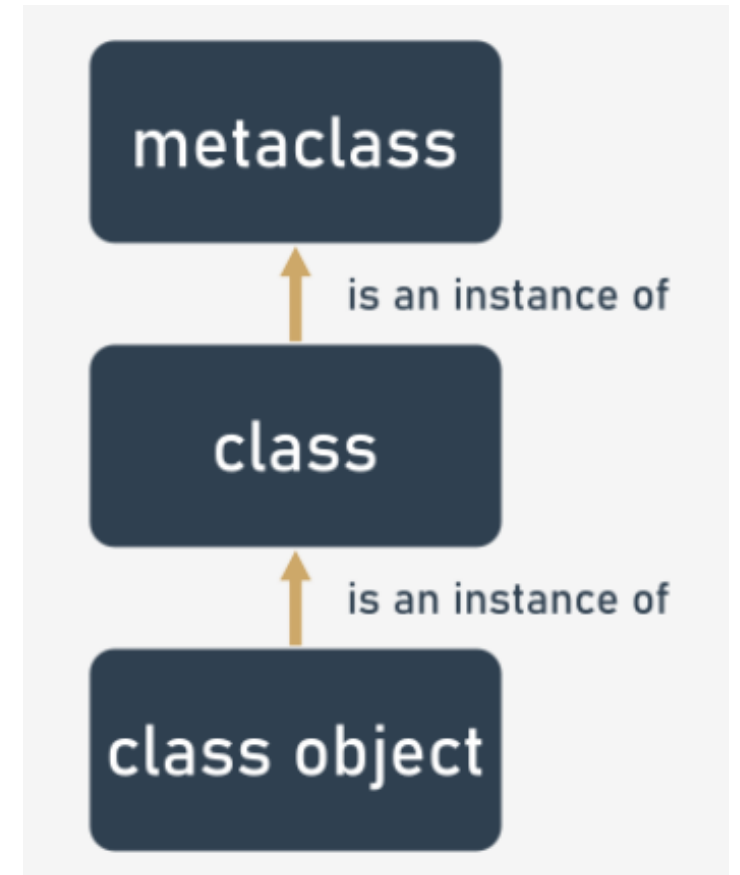 metaclass
is an instance of
class
is an instance of
class object